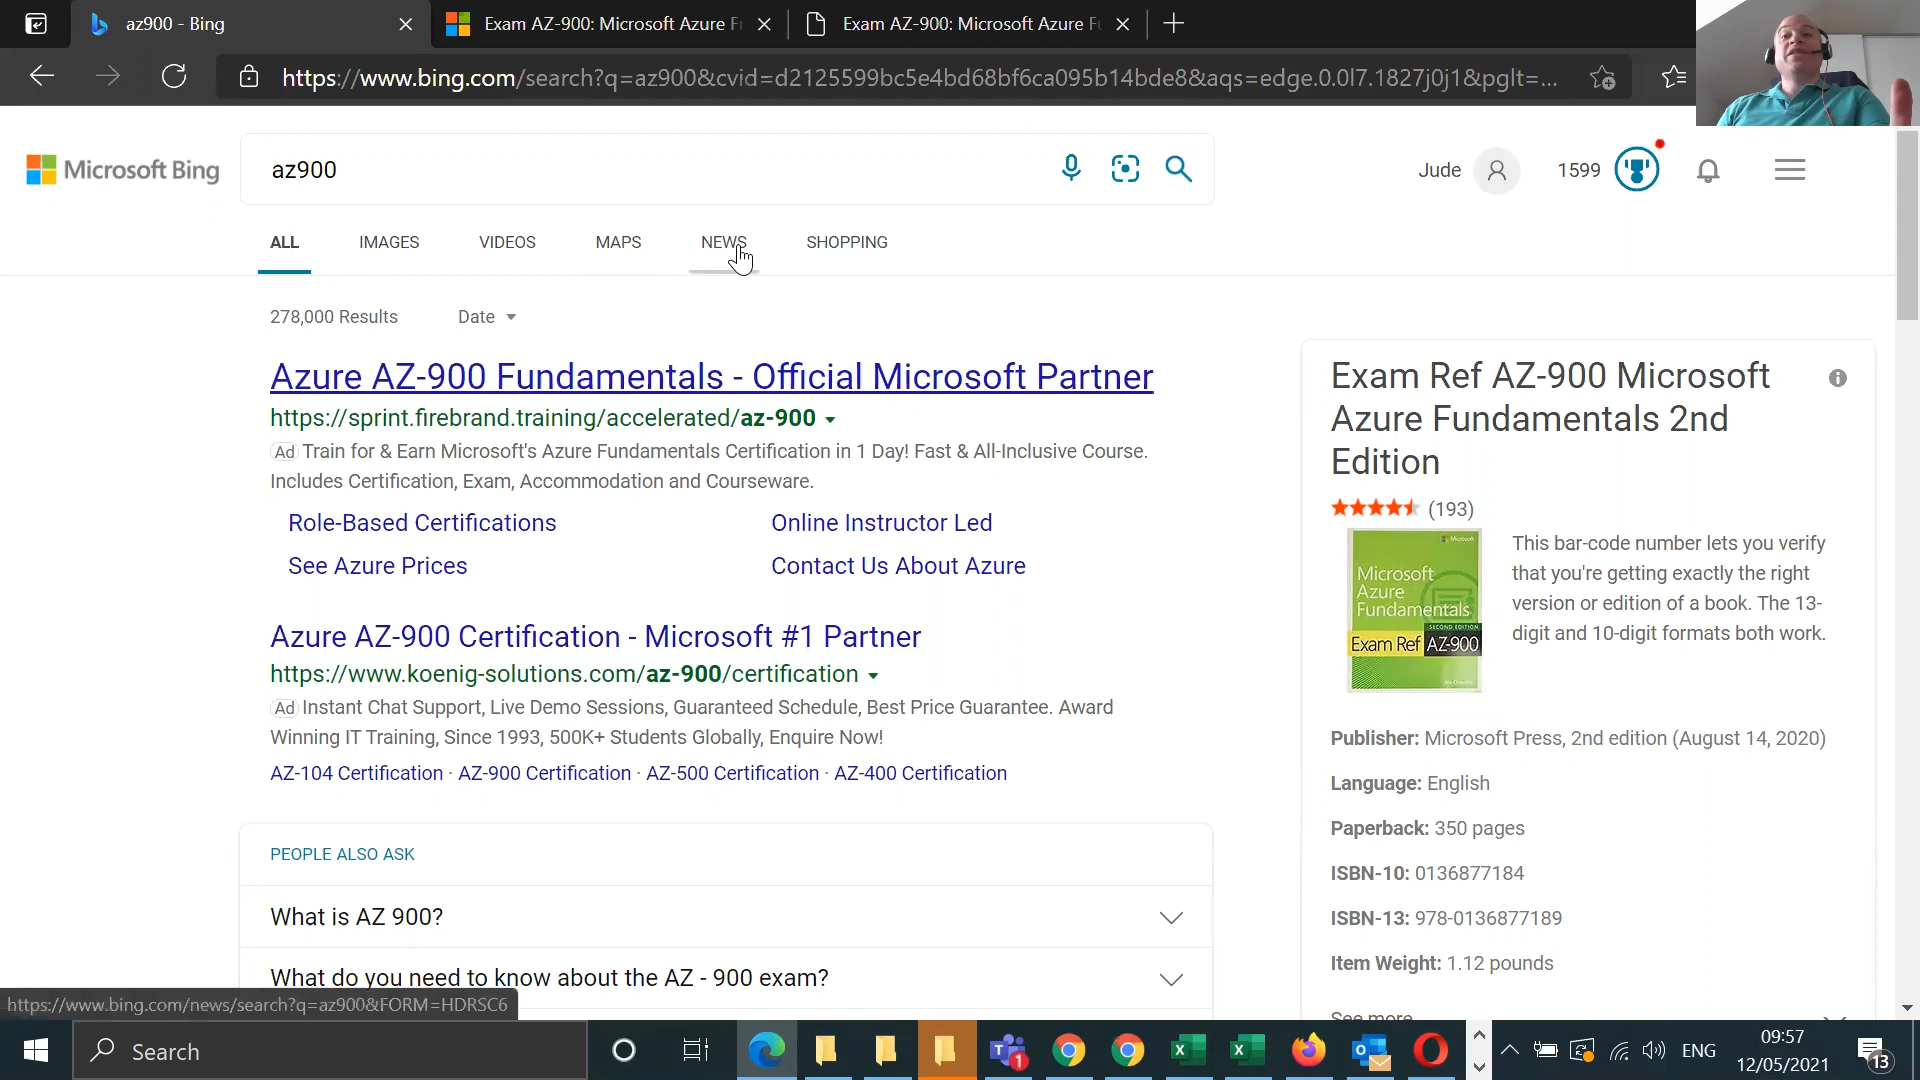 az900 - Bing
Exam AZ-900: Microsoft Azure F
Exam AZ-900: Microsoft Azure F
https://www.bing.com/search?q=az900&cvid=d2125599bc5e4bd68bf6ca095b14bde8&aqs=edge.0.0l7.1827j0j1&pglt=...
Microsoft Bing
az900
Jude
1599
ALL
IMAGES
VIDEOS
MAPS
NEWS
SHOPPING
278,000 Results
Date
Azure AZ-900 Fundamentals - Official Microsoft Partner
https://sprint.firebrand.training/accelerated/az-900
Ad Train for & Earn Microsoft's Azure Fundamentals Certification in 1 Day! Fast & All-Inclusive Course.
Includes Certification, Exam, Accommodation and Courseware.
Role-Based Certifications
Online Instructor Led
See Azure Prices
Contact Us About Azure
Azure AZ-900 Certification - Microsoft #1 Partner
https://www.koenig-solutions.com/az-900/certification
Ad Instant Chat Support, Live Demo Sessions, Guaranteed Schedule, Best Price Guarantee. Award
Winning IT Training, Since 1993, 500K+ Students Globally, Enquire Now!
AZ-104 Certification · AZ-900 Certification · AZ-500 Certification · AZ-400 Certification
PEOPLE ALSO ASK
What is AZ 900?
What do you need to know about the AZ - 900 exam?
Exam Ref AZ-900 Microsoft
Azure Fundamentals 2nd
Edition
(193)
Microsoft
Microsoft
Azure
Fundamentals
SECOND EDITION
Exam Ref AZ-900
This bar-code number lets you verify
that you're getting exactly the right
version or edition of a book. The 13-
digit and 10-digit formats both work.
Publisher: Microsoft Press, 2nd edition (August 14, 2020)
Language: English
Paperback: 350 pages
ISBN-10: 0136877184
ISBN-13: 978-0136877189
Item Weight: 1.12 pounds
See more
https://www.bing.com/news/search?q=az900&FORM=HDRSC6
Search
1
ENG
09:57
12/05/2021
13